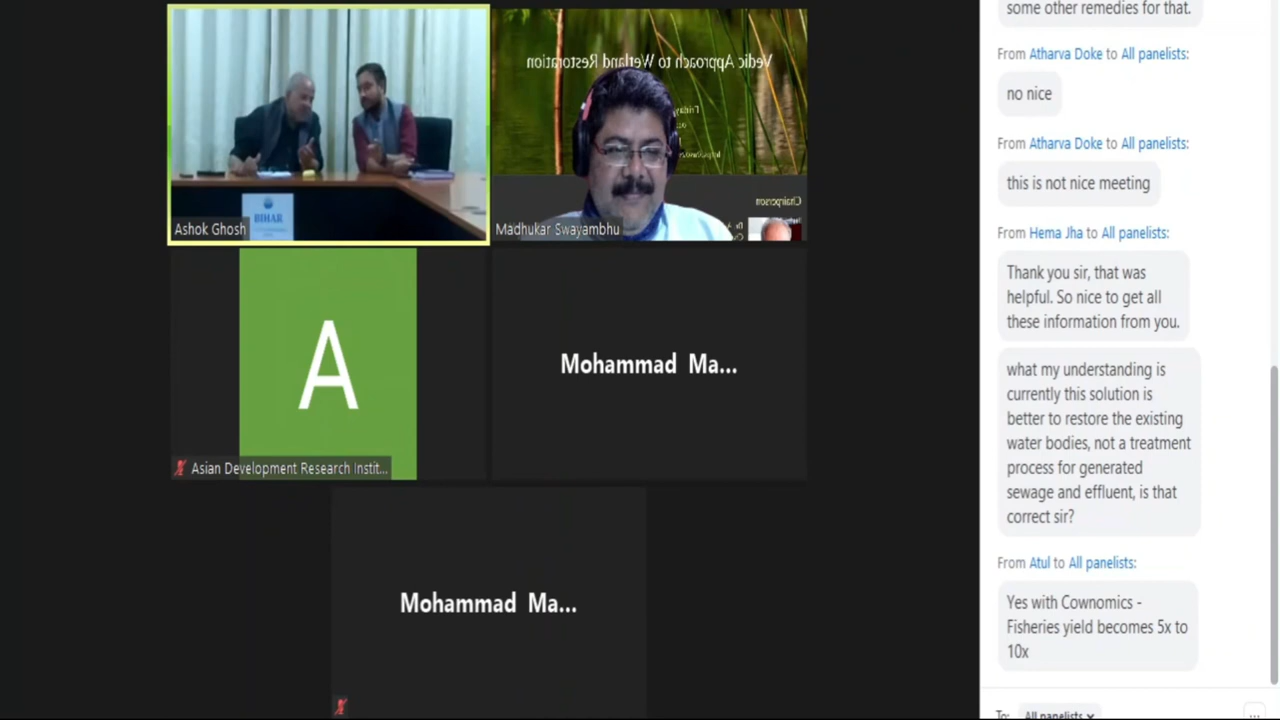 Vedic Approach to Wetland Restoration
Friday
Chairperson
BIHAR
Ashok Ghosh
Madhukar Swayambhu
A
Asian Development Research Instit...
Mohammad Ma...
Mohammad Ma...
some other remedies for that.
From Atharva Doke to All panelists:
no nice
From Atharva Doke to All panelists:
this is not nice meeting
From Hema Jha to All panelists:
Thank you sir, that was
helpful. So nice to get all
these information from you.
what my understanding is
currently this solution is
better to restore the existing
water bodies, not a treatment
process for generated
sewage and effluent, is that
correct sir?
From Atul to All panelists:
Yes with Cownomics -
Fisheries yield becomes 5x to
10x
To: All panelists